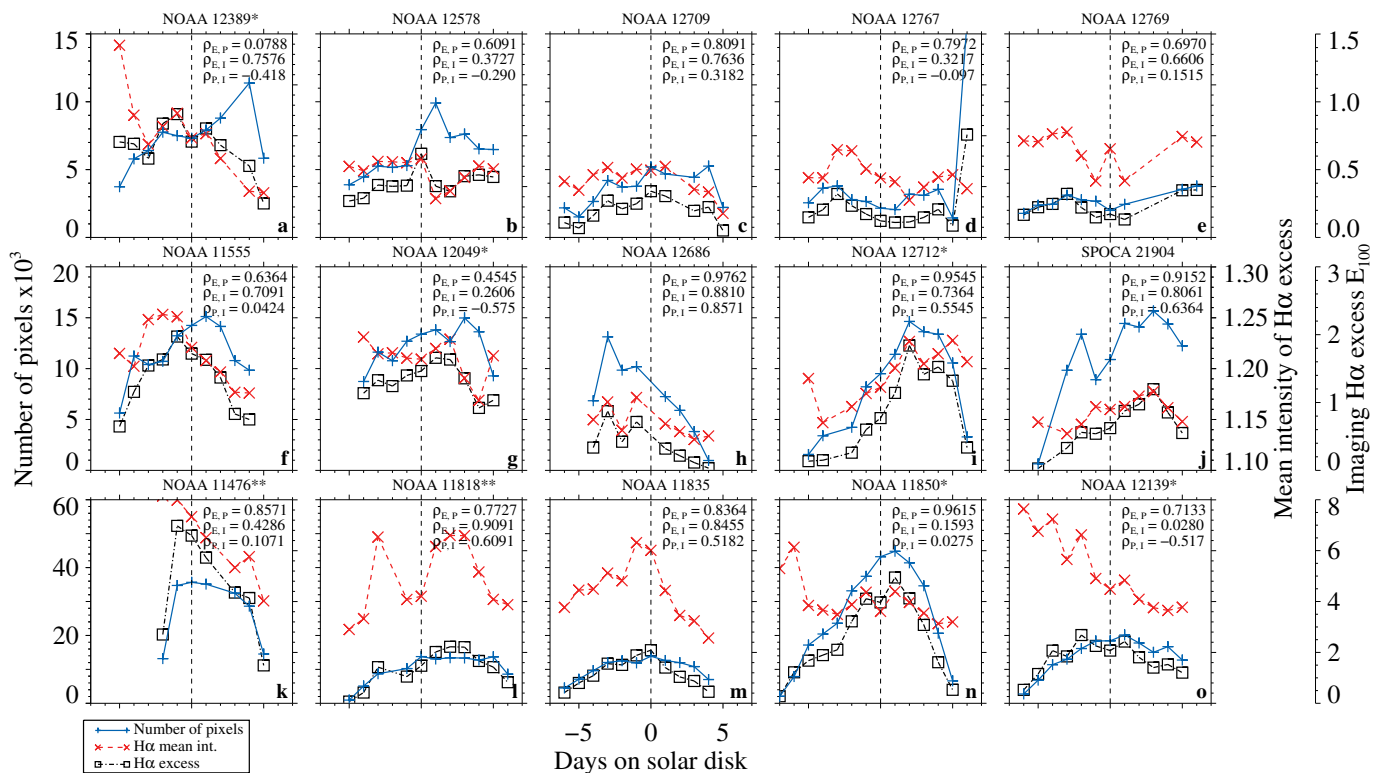 NOAA 12389* NOAA 12578 NOAA 12709 NOAA 12767 NOAA 12769
15 ρE, P = 0.0788 ρE, P = 0.6091 ρE, P = 0.8091 ρE, P = 0.7972 ρE, P = 0.6970 1.5
ρE, I = 0.7576 ρE, I = 0.3727 ρE, I = 0.7636 ρE, I = 0.3217 ρE, I = 0.6606
ρP, I = −0.418 ρP, I = −0.290 ρP, I = 0.3182 ρP, I = −0.097 ρP, I = 0.1515
10 1.0
5 0.5
0 a b c d e 0.0
NOAA 11555 NOAA 12049* NOAA 12686 NOAA 12712* SPOCA 21904
20 ρE, P = 0.6364 ρE, P = 0.4545 ρE, P = 0.9762 ρE, P = 0.9545 ρE, P = 0.9152 1.30 3
ρE, I = 0.7091 ρE, I = 0.2606 ρE, I = 0.8810 ρE, I = 0.7364 ρE, I = 0.8061
ρP, I = 0.0424 ρP, I = −0.575 ρP, I = 0.8571 ρP, I = 0.5545 ρP, I = 0.6364
15 1.25
2
10 1.20
1
5 1.15
0 f g h i j 1.10 0
Number of pixels x10³
Mean intensity of Hα excess
Imaging Hα excess E100
NOAA 11476** NOAA 11818** NOAA 11835 NOAA 11850* NOAA 12139*
60 ρE, P = 0.8571 ρE, P = 0.7727 ρE, P = 0.8364 ρE, P = 0.9615 ρE, P = 0.7133 8
ρE, I = 0.4286 ρE, I = 0.9091 ρE, I = 0.8455 ρE, I = 0.1593 ρE, I = 0.0280
ρP, I = 0.1071 ρP, I = 0.6091 ρP, I = 0.5182 ρP, I = 0.0275 ρP, I = −0.517
6
40
4
20
2
0 k l m n o 0
−5 0 5
Days on solar disk
Number of pixels
Hα mean int.
Hα excess